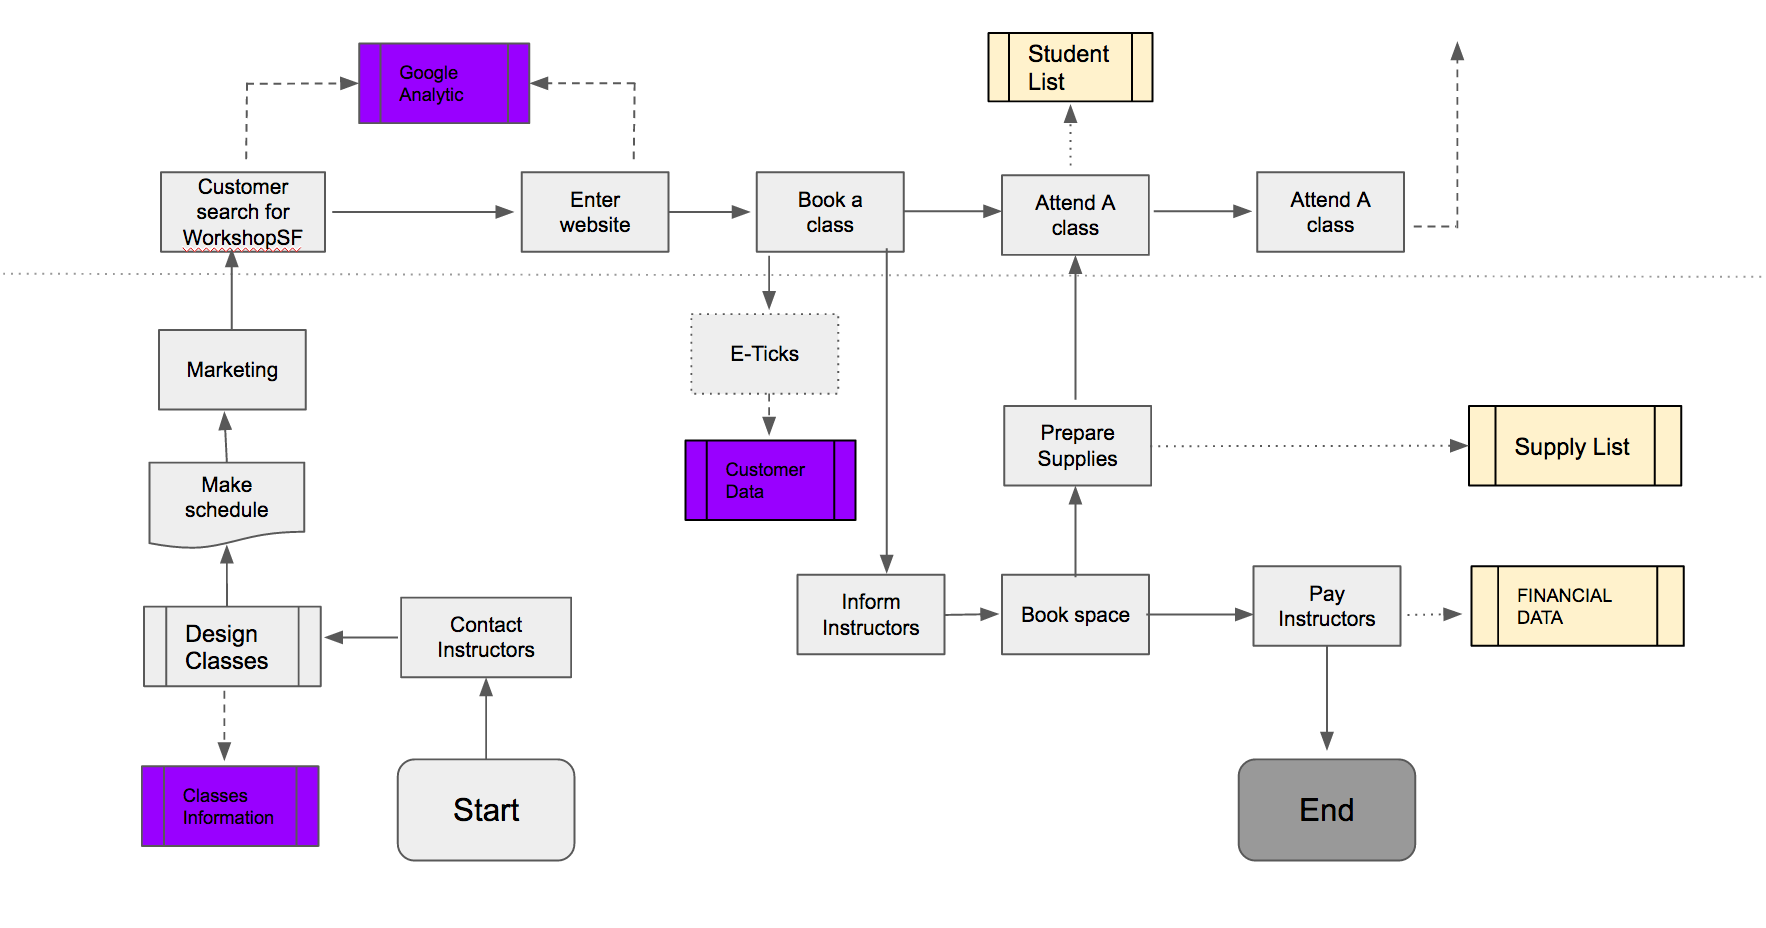 Google
Analytic
Student
List
Customer
search for
WorkshopSF
Enter
website
Book a
class
Attend A
class
Attend A
class
Marketing
E-Ticks
Customer
Data
Prepare
Supplies
Supply List
Make
schedule
Design
Classes
Contact
Instructors
Inform
Instructors
Book space
Pay
Instructors
FINANCIAL
DATA
Classes
Information
Start
End